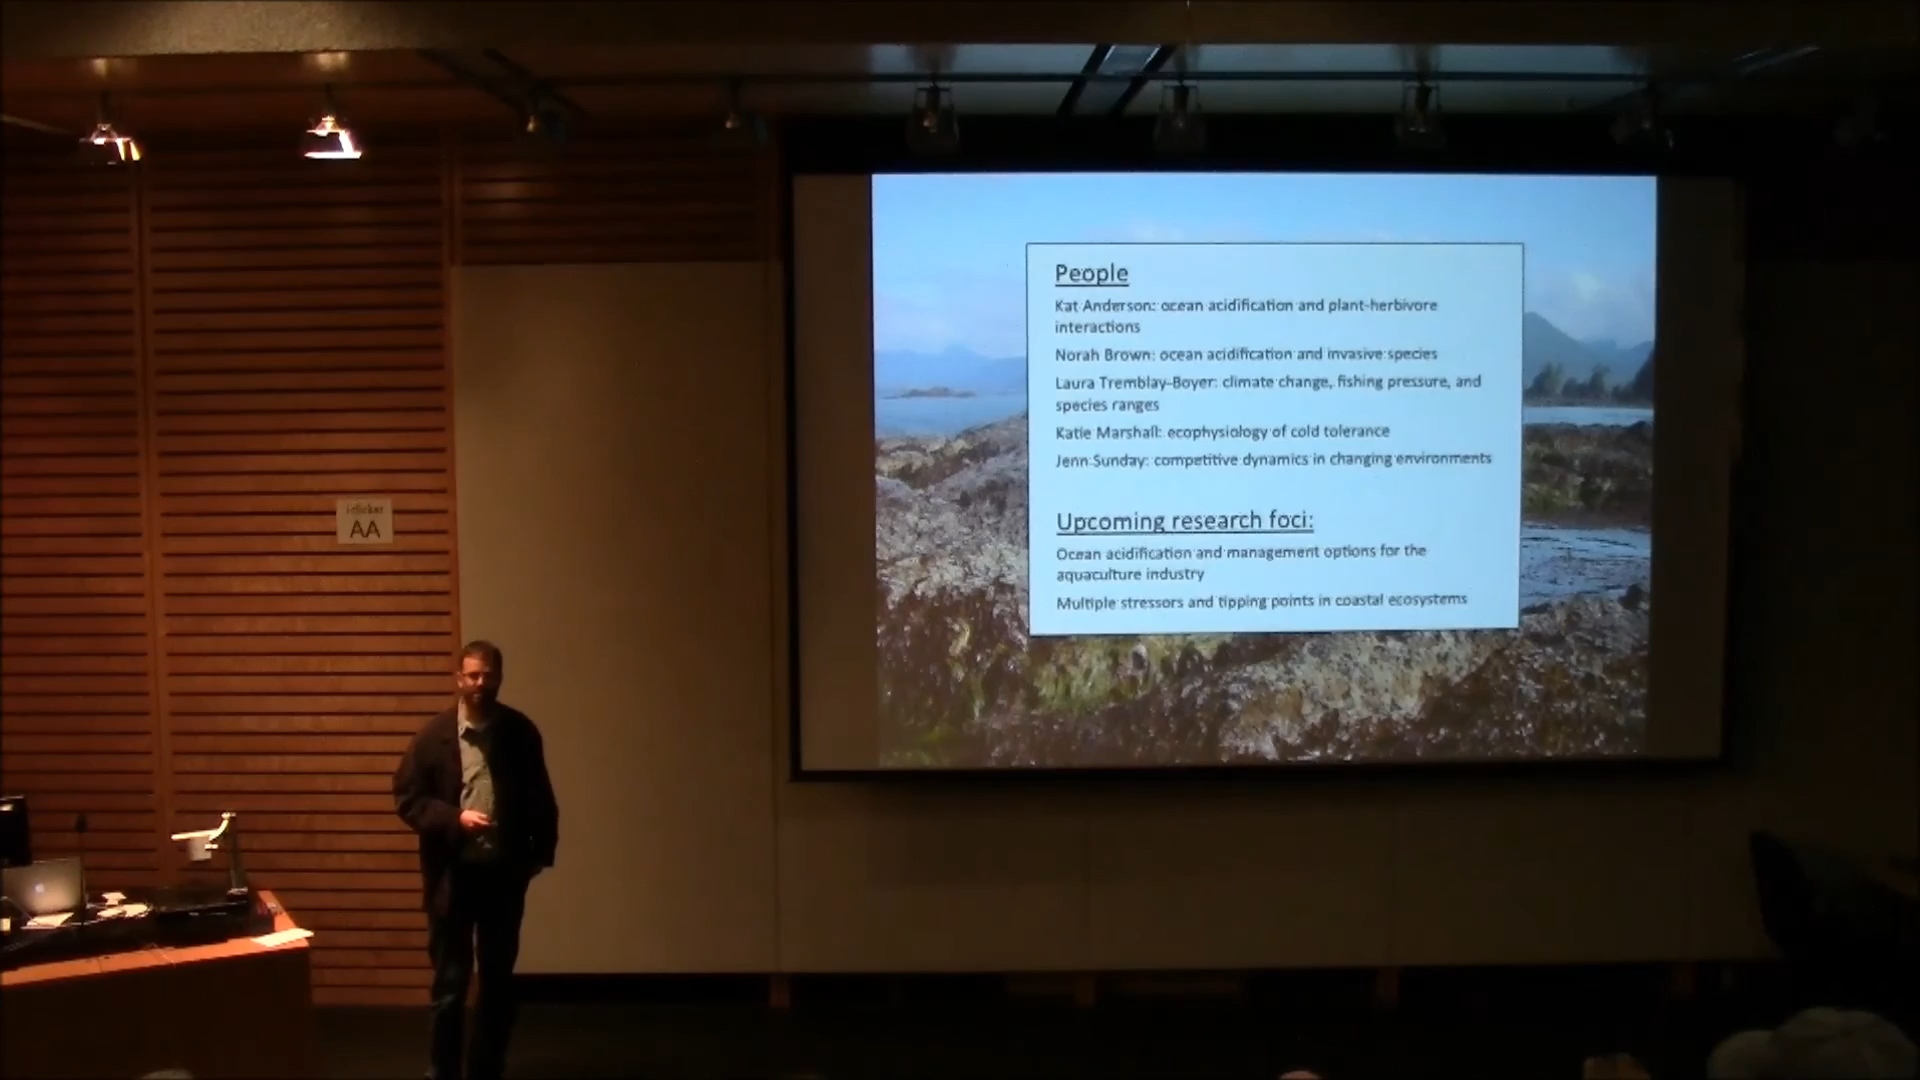 People
Kat Anderson: ocean acidification and plant-herbivore
interactions
Norah Brown: ocean acidification and invasive species
Laura Tremblay-Boyer: climate change, fishing pressure, and
species ranges
Katie Marshall: ecophysiology of cold tolerance
Jenn Sunday: competitive dynamics in changing environments
Upcoming research foci:
Ocean acidification and management options for the
aquaculture industry
Multiple stressors and tipping points in coastal ecosystems
i-clicker
AA